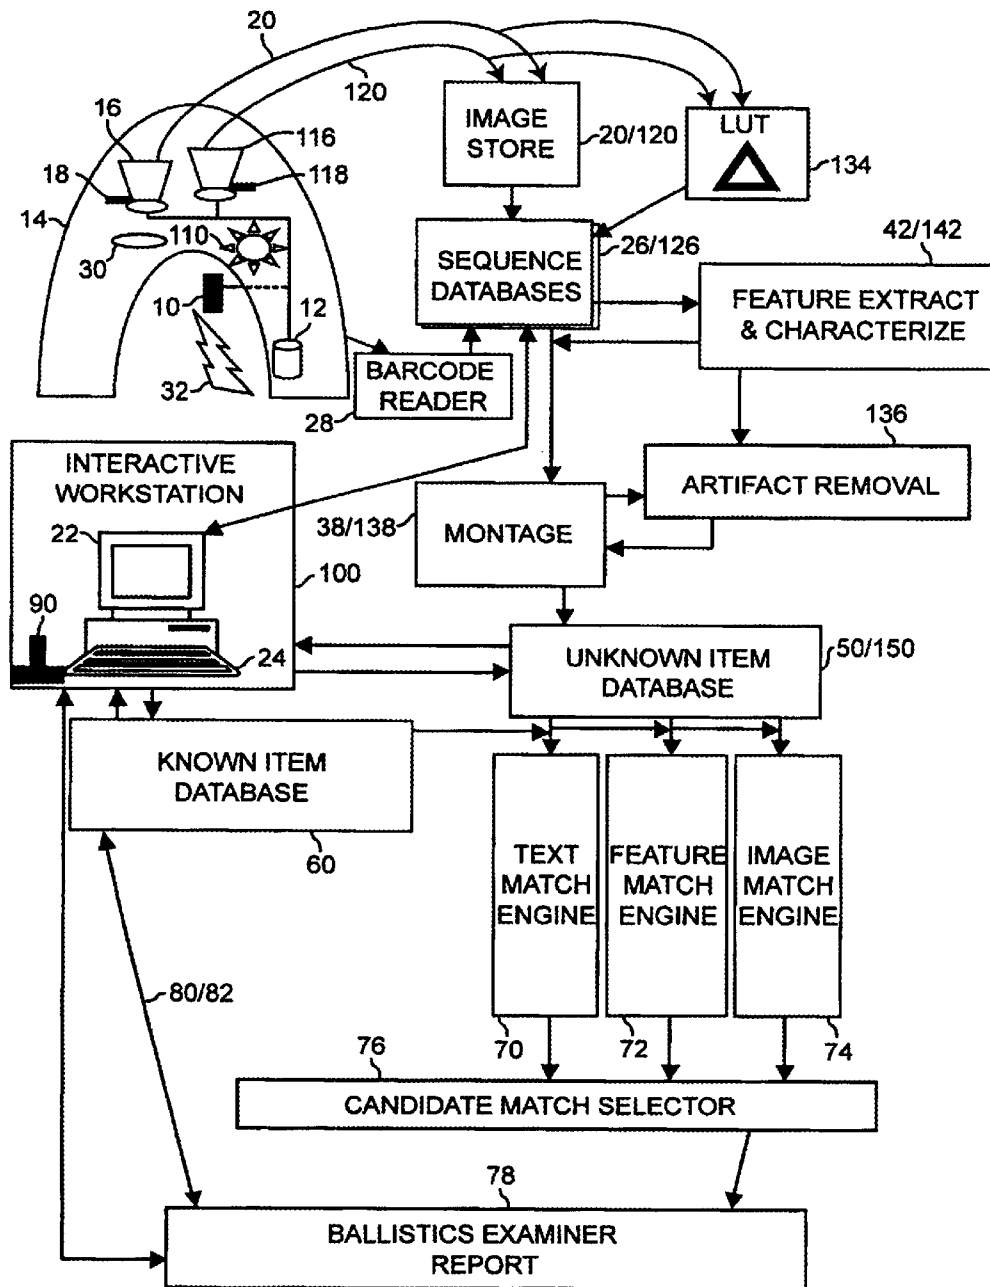 20
120
16
116
IMAGE
STORE
20/120
LUT
134
18
118
14
110
30
10
12
32
SEQUENCE
DATABASES
26/126
42/142
FEATURE EXTRACT
& CHARACTERIZE
BARCODE
READER
28
136
ARTIFACT REMOVAL
INTERACTIVE
WORKSTATION
22
100
90
24
38/138
MONTAGE
UNKNOWN ITEM
DATABASE
50/150
KNOWN ITEM
DATABASE
60
TEXT
MATCH
ENGINE
70
FEATURE
MATCH
ENGINE
72
IMAGE
MATCH
ENGINE
74
80/82
76
CANDIDATE MATCH SELECTOR
78
BALLISTICS EXAMINER
REPORT